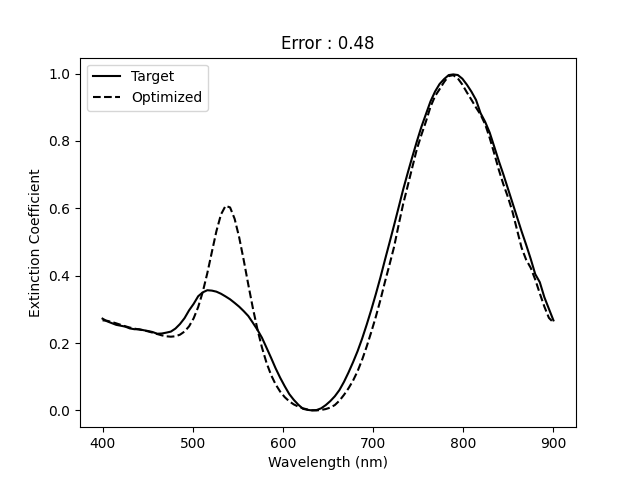 Error : 0.48
Target
Optimized
Extinction Coefficient
1.0
0.8
0.6
0.4
0.2
0.0
400 500 600 700 800 900
Wavelength (nm)